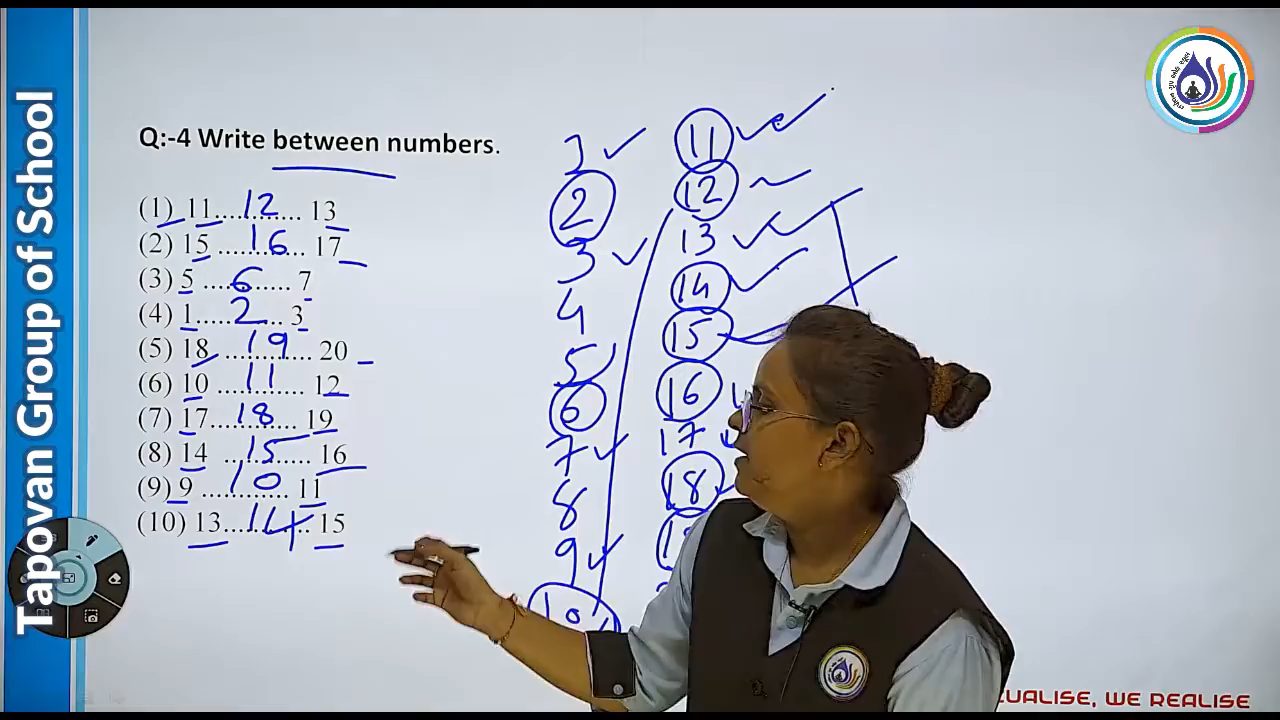 Tapovan Group of School
Q:-4 Write between numbers.
(1) 11............ 13
12
(2) 15 ............ 17
16
(3) 5 ............ 7
6
(4) 1............ 3
2
(5) 18 ............ 20
19
(6) 10 ............ 12
11
(7) 17............ 19
18
(8) 14 ............ 16
15
(9) 9 ............ 11
10
(10) 13............ 15
14
1
2
3
4
5
6
7
8
9
10
11
12
13
14
15
16
17
18
UALISE, WE REALISE